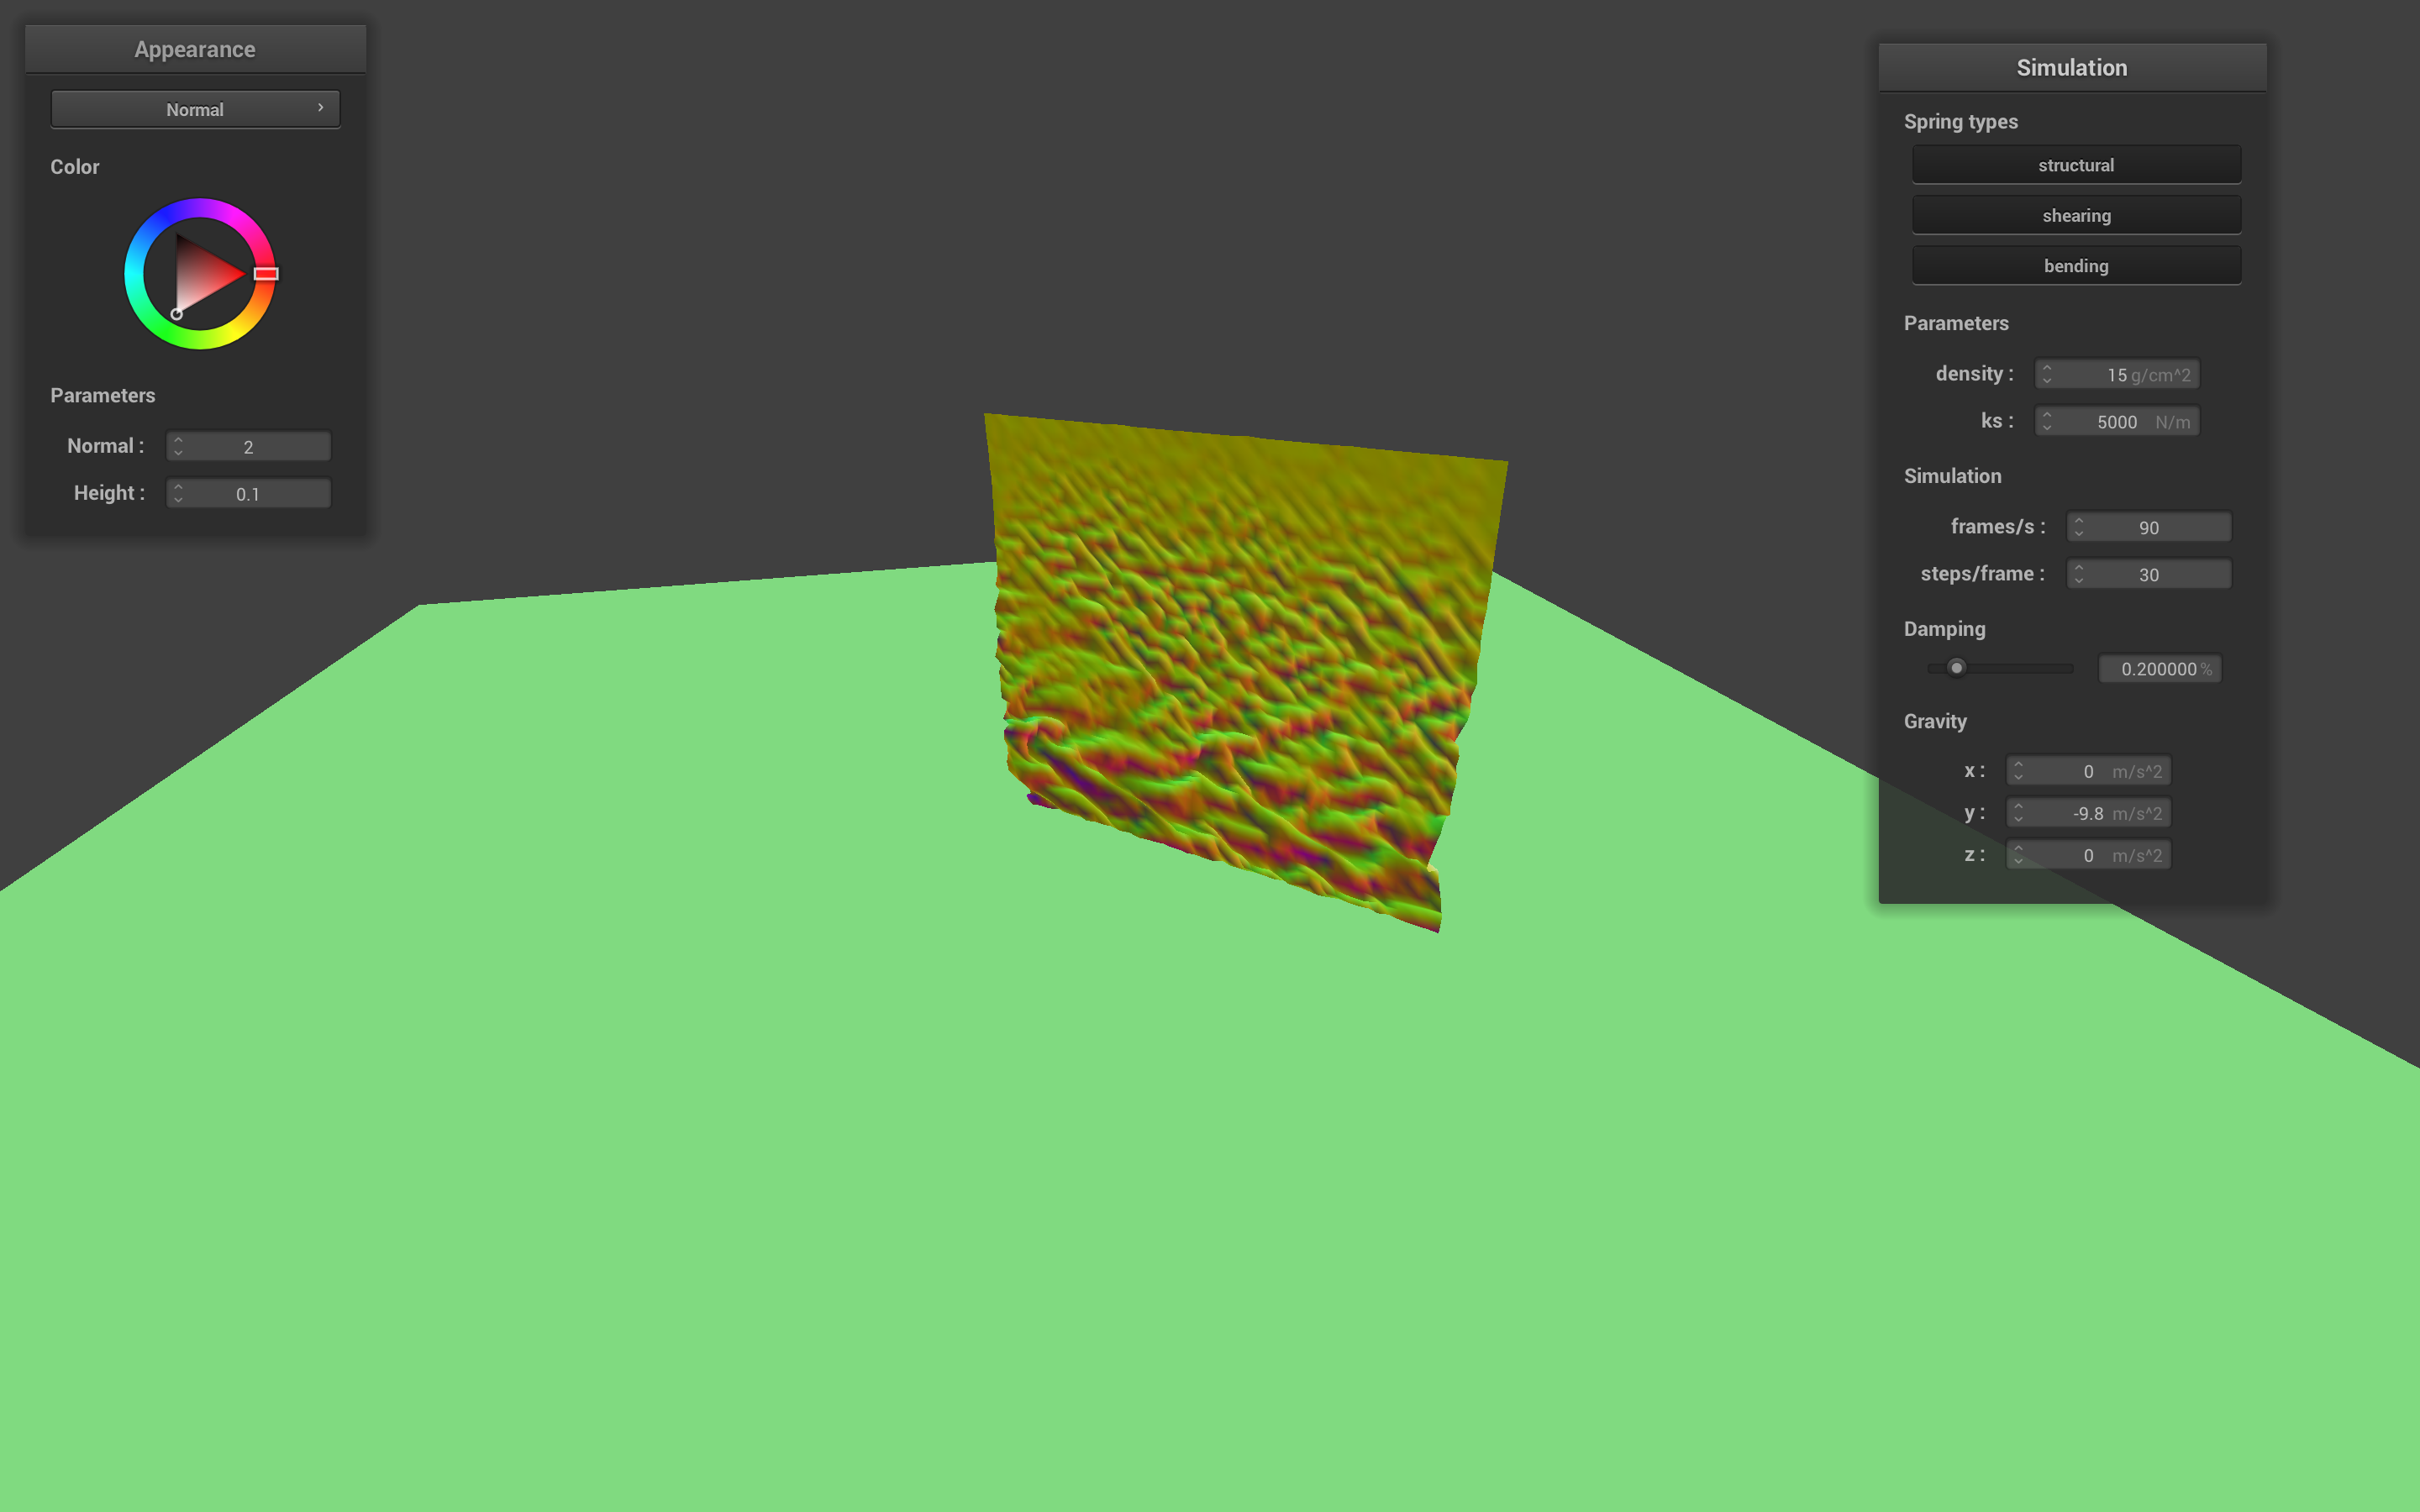 Appearance
Normal
Color
Parameters
Normal : 2
Height : 0.1
Simulation
Spring types
structural
shearing
bending
Parameters
density : 15 g/cm^2
ks : 5000 N/m
Simulation
frames/s : 90
steps/frame : 30
Damping
0.200000 %
Gravity
x : 0 m/s^2
y : -9.8 m/s^2
z : 0 m/s^2